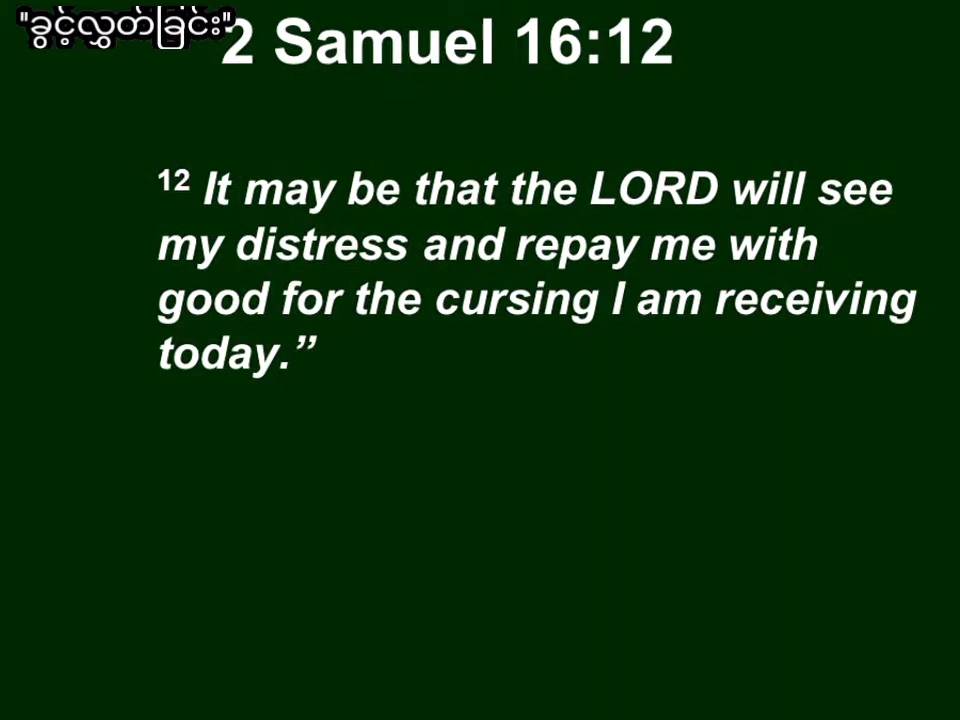 "ခွင့်လွှတ်ခြင်း"
2 Samuel 16:12
12 It may be that the LORD will see
my distress and repay me with
good for the cursing I am receiving
today.”